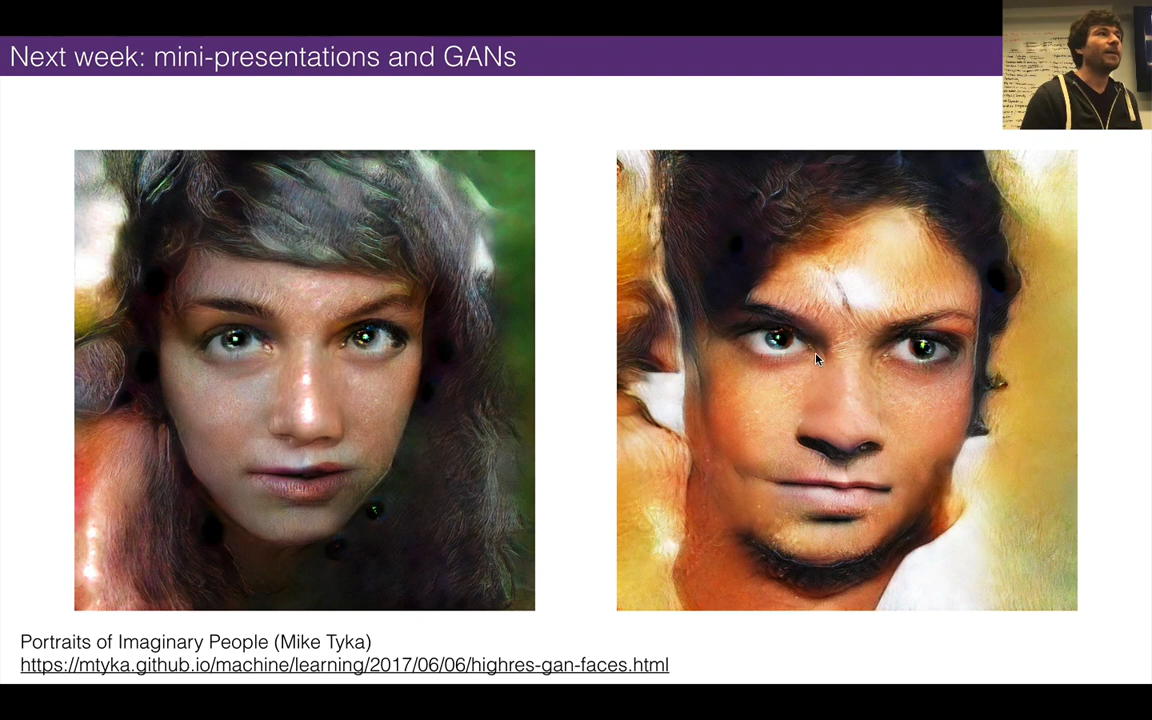 Next week: mini-presentations and GANs
Portraits of Imaginary People (Mike Tyka)
https://mtyka.github.io/machine/learning/2017/06/06/highres-gan-faces.html